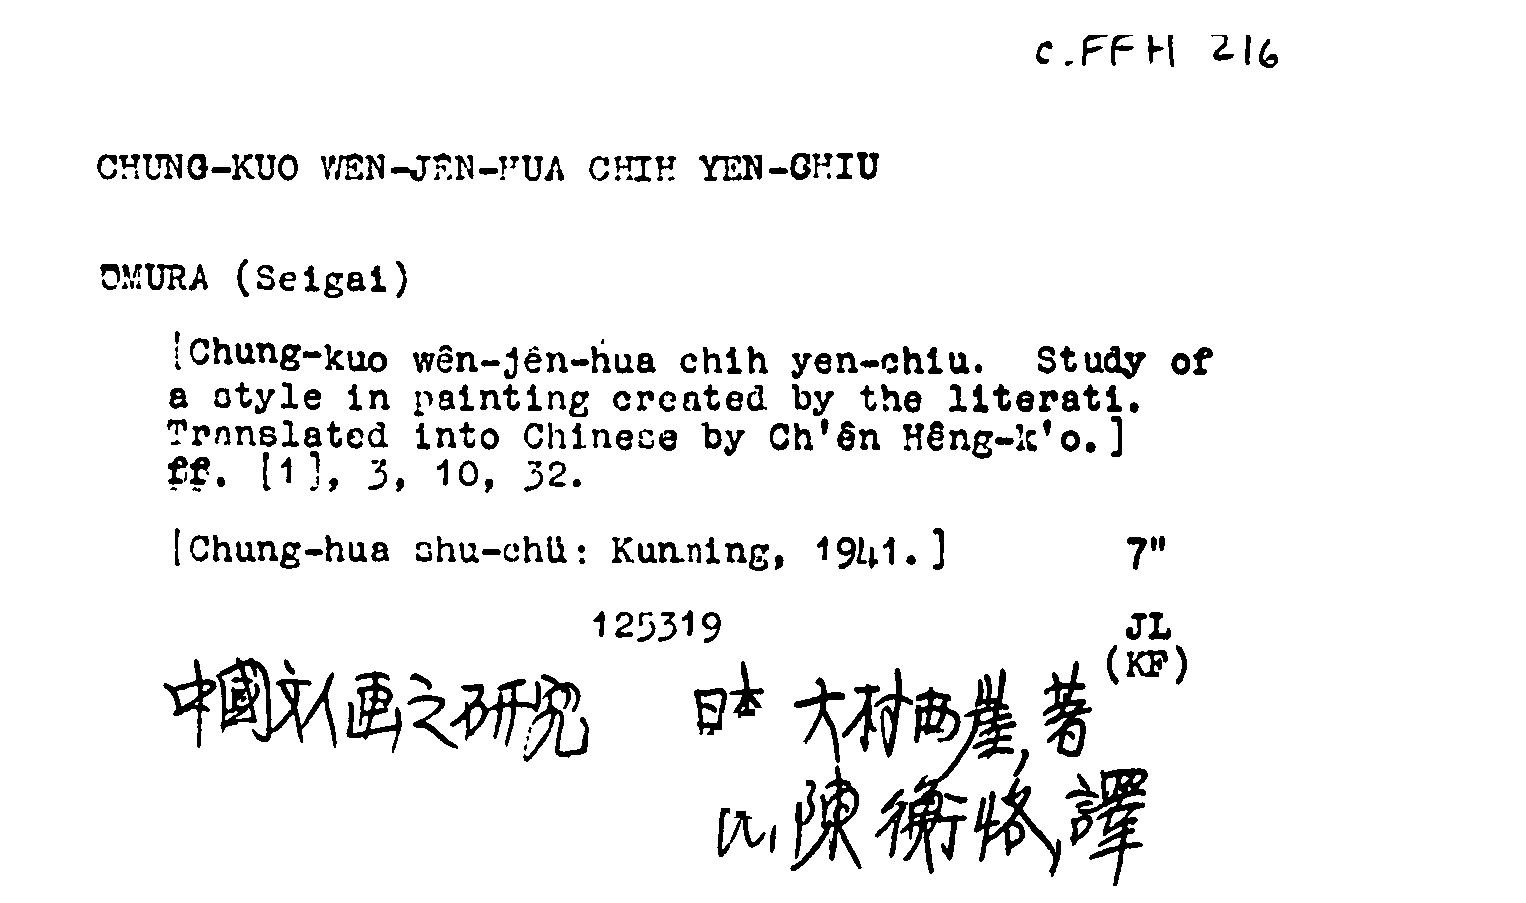 c.FFH 216
CHUNG-KUO WEN-JEN-HUA CHIH YEN-CHIU
OMURA (Seigai)
[Chung-kuo wên-jên-hua chih yen-chiu. Study of
a style in painting created by the literati.
Translated into Chinese by Ch'ên Hêng-k'o.]
ff. [1], 3, 10, 32.
[Chung-hua shu-chü: Kunming, 1941.] 7"
125319 JL
(KF)
中國文人画之研究 日本 大村西崖, 著
陳衡恪, 譯